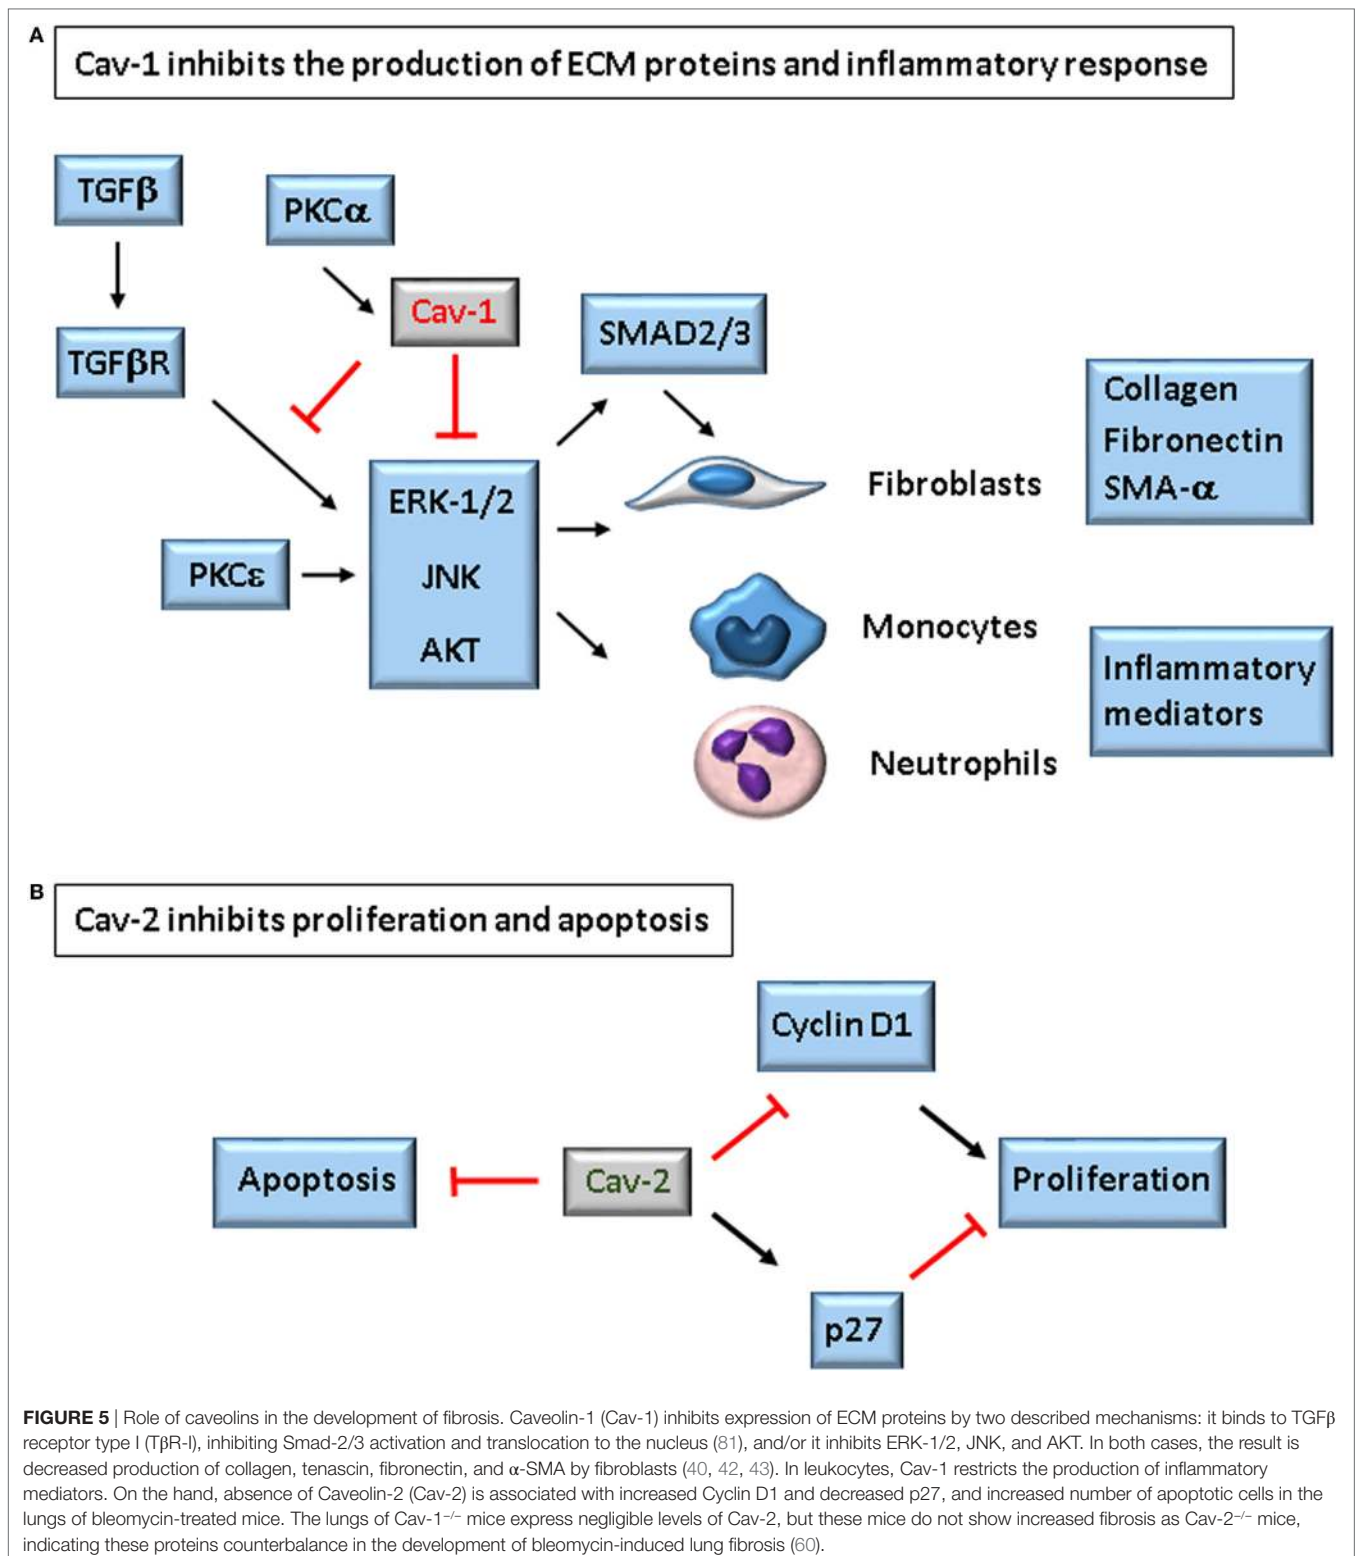 A
Cav-1 inhibits the production of ECM proteins and inflammatory response
TGFβ
PKCα
Cav-1
SMAD2/3
TGFβR
Collagen
Fibronectin
SMA-α
ERK-1/2
JNK
AKT
Fibroblasts
PKCε
Monocytes
Inflammatory
mediators
Neutrophils
B
Cav-2 inhibits proliferation and apoptosis
Cyclin D1
Apoptosis
Cav-2
Proliferation
p27
FIGURE 5 | Role of caveolins in the development of fibrosis. Caveolin-1 (Cav-1) inhibits expression of ECM proteins by two described mechanisms: it binds to TGFβ
receptor type I (TβR-I), inhibiting Smad-2/3 activation and translocation to the nucleus (81), and/or it inhibits ERK-1/2, JNK, and AKT. In both cases, the result is
decreased production of collagen, tenascin, fibronectin, and α-SMA by fibroblasts (40, 42, 43). In leukocytes, Cav-1 restricts the production of inflammatory
mediators. On the hand, absence of Caveolin-2 (Cav-2) is associated with increased Cyclin D1 and decreased p27, and increased number of apoptotic cells in the
lungs of bleomycin-treated mice. The lungs of Cav-1⁻/⁻ mice express negligible levels of Cav-2, but these mice do not show increased fibrosis as Cav-2⁻/⁻ mice,
indicating these proteins counterbalance in the development of bleomycin-induced lung fibrosis (60).